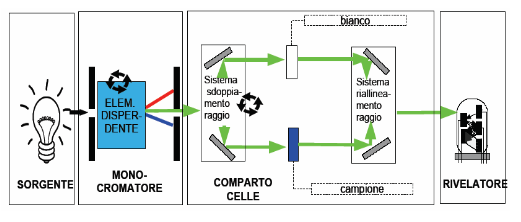 bianco
ELEM.
DISPER-
DENTE
Sistema
sdoppia-
mento
raggio
Sistema
riallinea-
mento
raggio
SORGENTE
MONO-
CROMATORE
COMPARTO
CELLE
campione
RIVELATORE